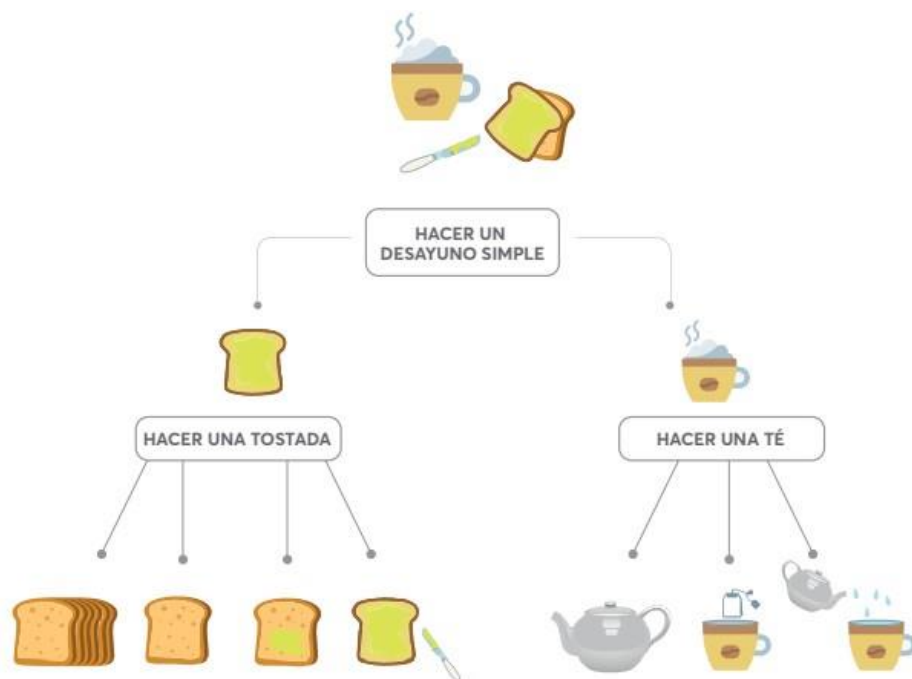 HACER UN
DESAYUNO SIMPLE
HACER UNA TOSTADA
HACER UNA TÉ